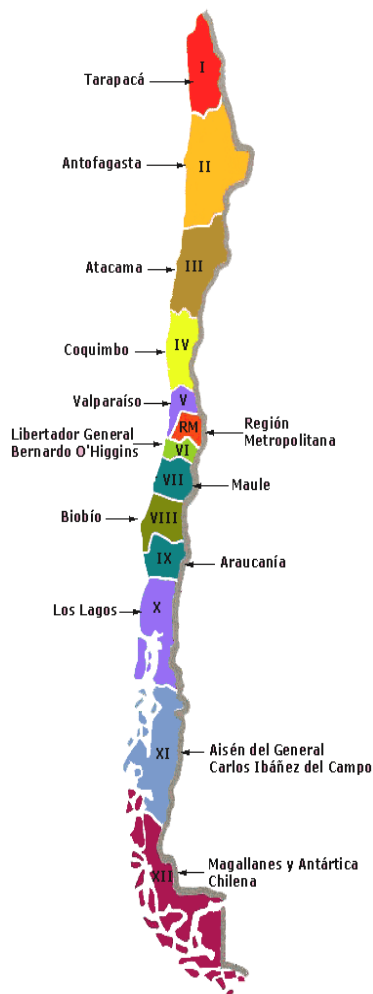 I
Tarapacá
Antofagasta
II
Atacama
III
IV
Coquimbo
Valparaíso
V
RM
Región
Metropolitana
Libertador General
Bernardo O'Higgins
VI
VII
Maule
Biobío
VIII
IX
Araucanía
Los Lagos
X
XI
Aisén del General
Carlos Ibáñez del Campo
XII
Magallanes y Antártica
Chilena